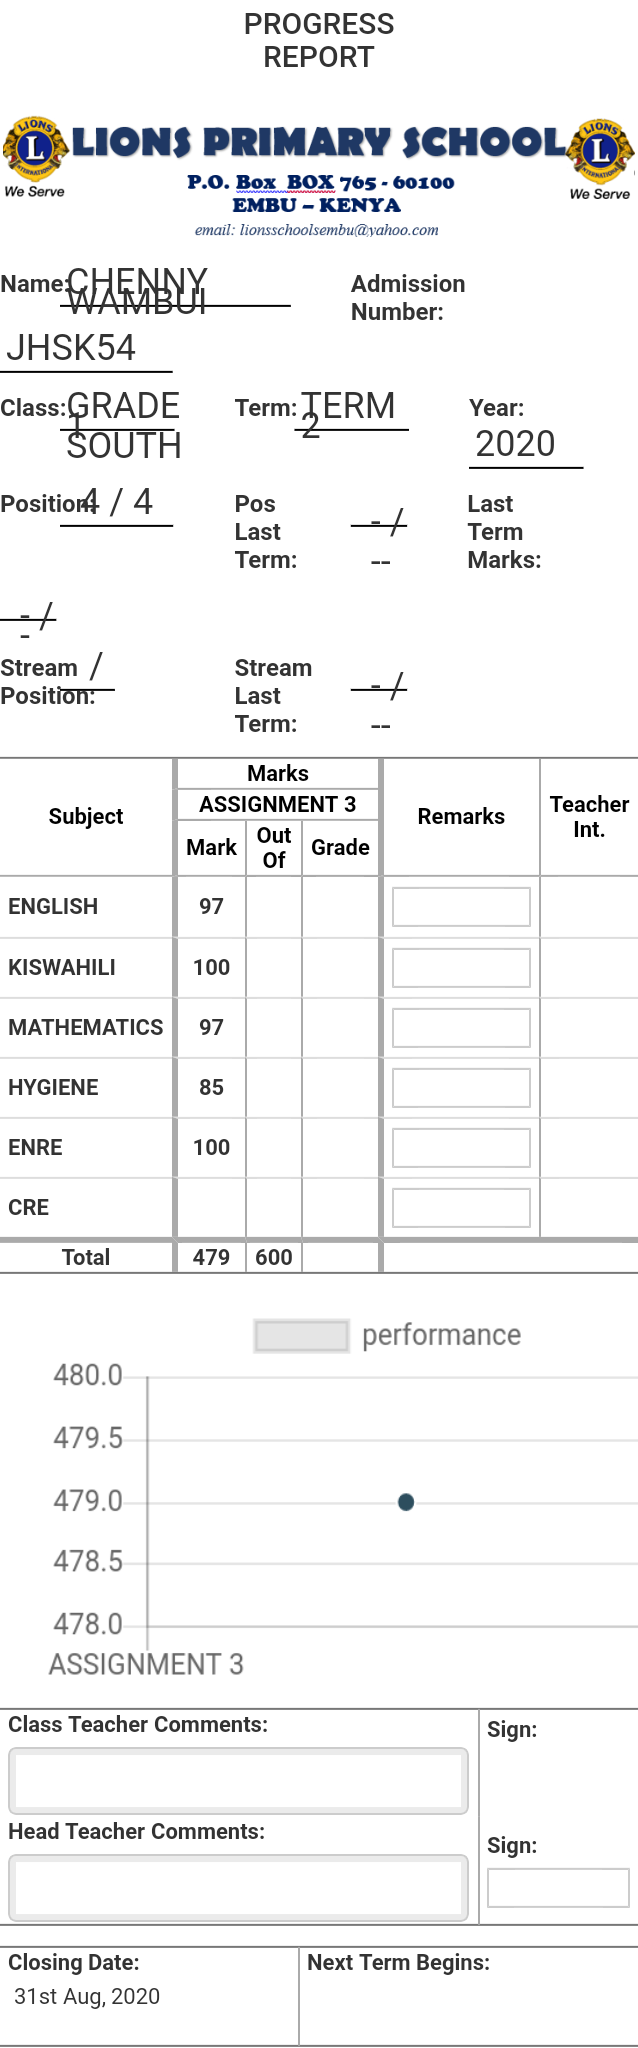 PROGRESS
REPORT
LIONS PRIMARY SCHOOL
LIONS
L
INTERNATIONAL
We Serve
LIONS
L
INTERNATIONAL
We Serve
P.O. Box BOX 765 - 60100
EMBU – KENYA
email: lionsschoolsembu@yahoo.com
Name: CHENNY WAMBUI
Admission Number:
JHSK54
Class: GRADE 1 SOUTH
Term: TERM 2
Year: 2020
Position: 4 / 4
Pos Last Term: - / --
Last Term Marks:
- / -
Stream Position: /
Stream Last Term: - / --
Subject Marks Remarks Teacher Int.
ASSIGNMENT 3
Mark Out Of Grade
ENGLISH 97
KISWAHILI 100
MATHEMATICS 97
HYGIENE 85
ENRE 100
CRE
Total 479 600
performance
480.0
479.5
479.0
478.5
478.0
ASSIGNMENT 3
Class Teacher Comments:
Sign:
Head Teacher Comments:
Sign:
Closing Date:
31st Aug, 2020
Next Term Begins: